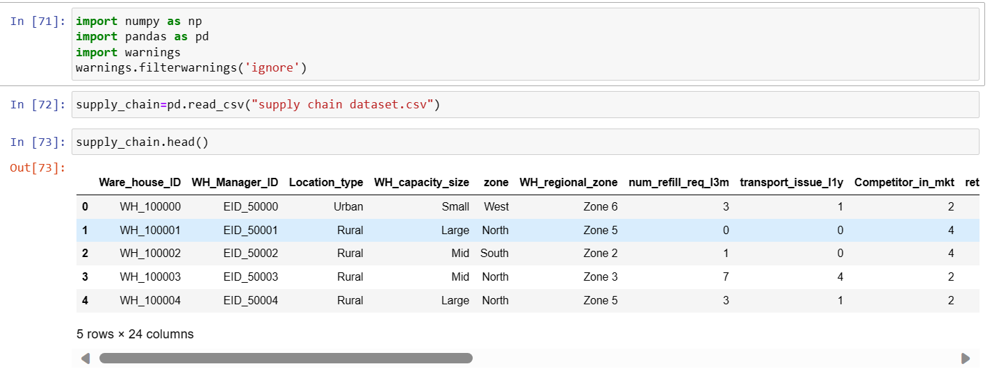 In [71]: import numpy as np
import pandas as pd
import warnings
warnings.filterwarnings('ignore')
In [72]: supply_chain=pd.read_csv("supply chain dataset.csv")
In [73]: supply_chain.head()
Out[73]:
Ware_house_ID WH_Manager_ID Location_type WH_capacity_size zone WH_regional_zone num_refill_req_l3m transport_issue_l1y Competitor_in_mkt ret
0 WH_100000 EID_50000 Urban Small West Zone 6 3 1 2
1 WH_100001 EID_50001 Rural Large North Zone 5 0 0 4
2 WH_100002 EID_50002 Rural Mid South Zone 2 1 0 4
3 WH_100003 EID_50003 Rural Mid North Zone 3 7 4 2
4 WH_100004 EID_50004 Rural Large North Zone 5 3 1 2
5 rows × 24 columns